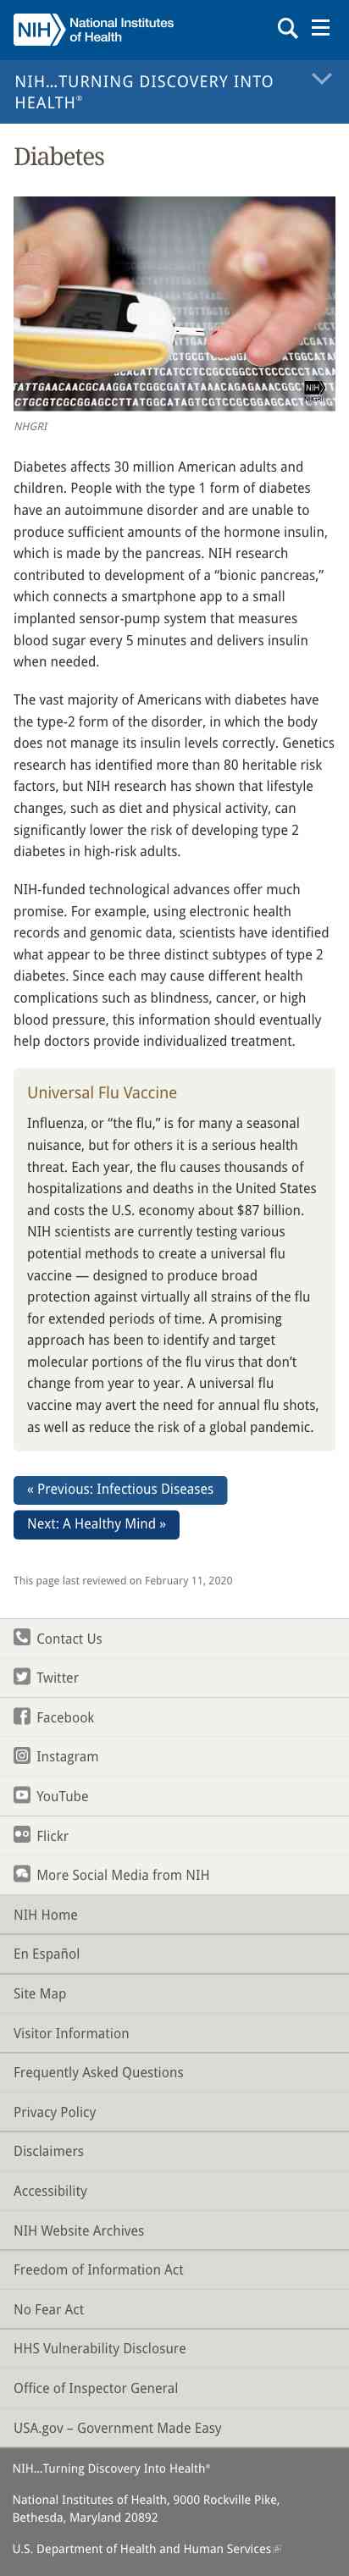 NIH
National Institutes
of Health
NIH...TURNING DISCOVERY INTO
HEALTH®
Diabetes
NIH
NHGRI
NHGRI
Diabetes affects 30 million American adults and
children. People with the type 1 form of diabetes
have an autoimmune disorder and are unable to
produce sufficient amounts of the hormone insulin,
which is made by the pancreas. NIH research
contributed to development of a “bionic pancreas,”
which connects a smartphone app to a small
implanted sensor-pump system that measures
blood sugar every 5 minutes and delivers insulin
when needed.
The vast majority of Americans with diabetes have
the type-2 form of the disorder, in which the body
does not manage its insulin levels correctly. Genetics
research has identified more than 80 heritable risk
factors, but NIH research has shown that lifestyle
changes, such as diet and physical activity, can
significantly lower the risk of developing type 2
diabetes in high-risk adults.
NIH-funded technological advances offer much
promise. For example, using electronic health
records and genomic data, scientists have identified
what appear to be three distinct subtypes of type 2
diabetes. Since each may cause different health
complications such as blindness, cancer, or high
blood pressure, this information should eventually
help doctors provide individualized treatment.
Universal Flu Vaccine
Influenza, or “the flu,” is for many a seasonal
nuisance, but for others it is a serious health
threat. Each year, the flu causes thousands of
hospitalizations and deaths in the United States
and costs the U.S. economy about $87 billion.
NIH scientists are currently testing various
potential methods to create a universal flu
vaccine — designed to produce broad
protection against virtually all strains of the flu
for extended periods of time. A promising
approach has been to identify and target
molecular portions of the flu virus that don’t
change from year to year. A universal flu
vaccine may avert the need for annual flu shots,
as well as reduce the risk of a global pandemic.
« Previous: Infectious Diseases
Next: A Healthy Mind »
This page last reviewed on February 11, 2020
Contact Us
Twitter
Facebook
Instagram
YouTube
Flickr
More Social Media from NIH
NIH Home
En Español
Site Map
Visitor Information
Frequently Asked Questions
Privacy Policy
Disclaimers
Accessibility
NIH Website Archives
Freedom of Information Act
No Fear Act
HHS Vulnerability Disclosure
Office of Inspector General
USA.gov – Government Made Easy
NIH...Turning Discovery Into Health®
National Institutes of Health, 9000 Rockville Pike,
Bethesda, Maryland 20892
U.S. Department of Health and Human Services